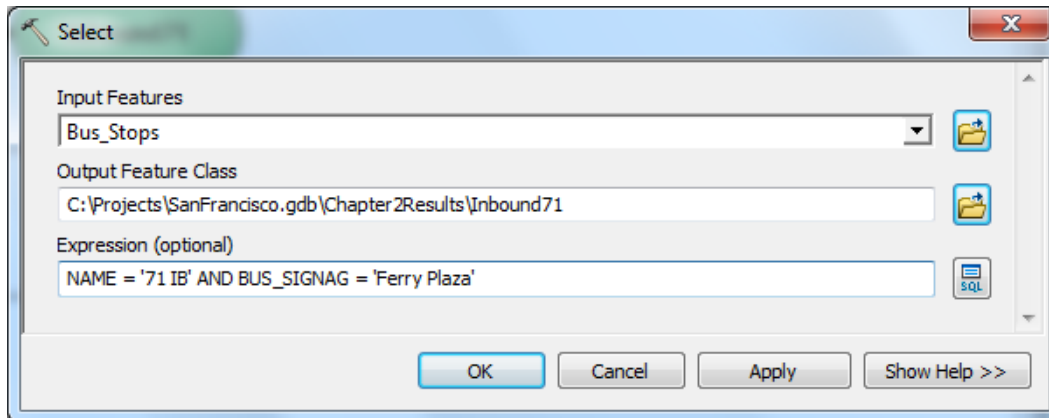 Select
Input Features
Bus_Stops
Output Feature Class
C:\Projects\SanFrancisco.gdb\Chapter2Results\Inbound71
Expression (optional)
NAME = '71 IB' AND BUS_SIGNAG = 'Ferry Plaza'
SQL
OK Cancel Apply Show Help >>